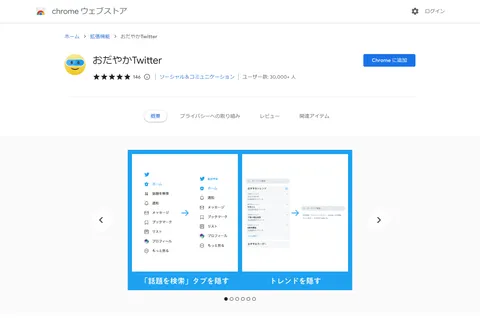 chrome ウェブストア
ログイン
ホーム > 拡張機能 > おだやかTwitter
おだやかTwitter
146
ソーシャル&コミュニケーション
ユーザー数: 30,000+ 人
Chrome に追加
概要
プライバシーへの取り組み
レビュー
関連アイテム
ホーム
話題を検索
通知
メッセージ
ブックマーク
リスト
プロフィール
もっと見る
ホーム
通知
メッセージ
ブックマーク
リスト
プロフィール
もっと見る
「話題を検索」タブを隠す
トレンドを隠す